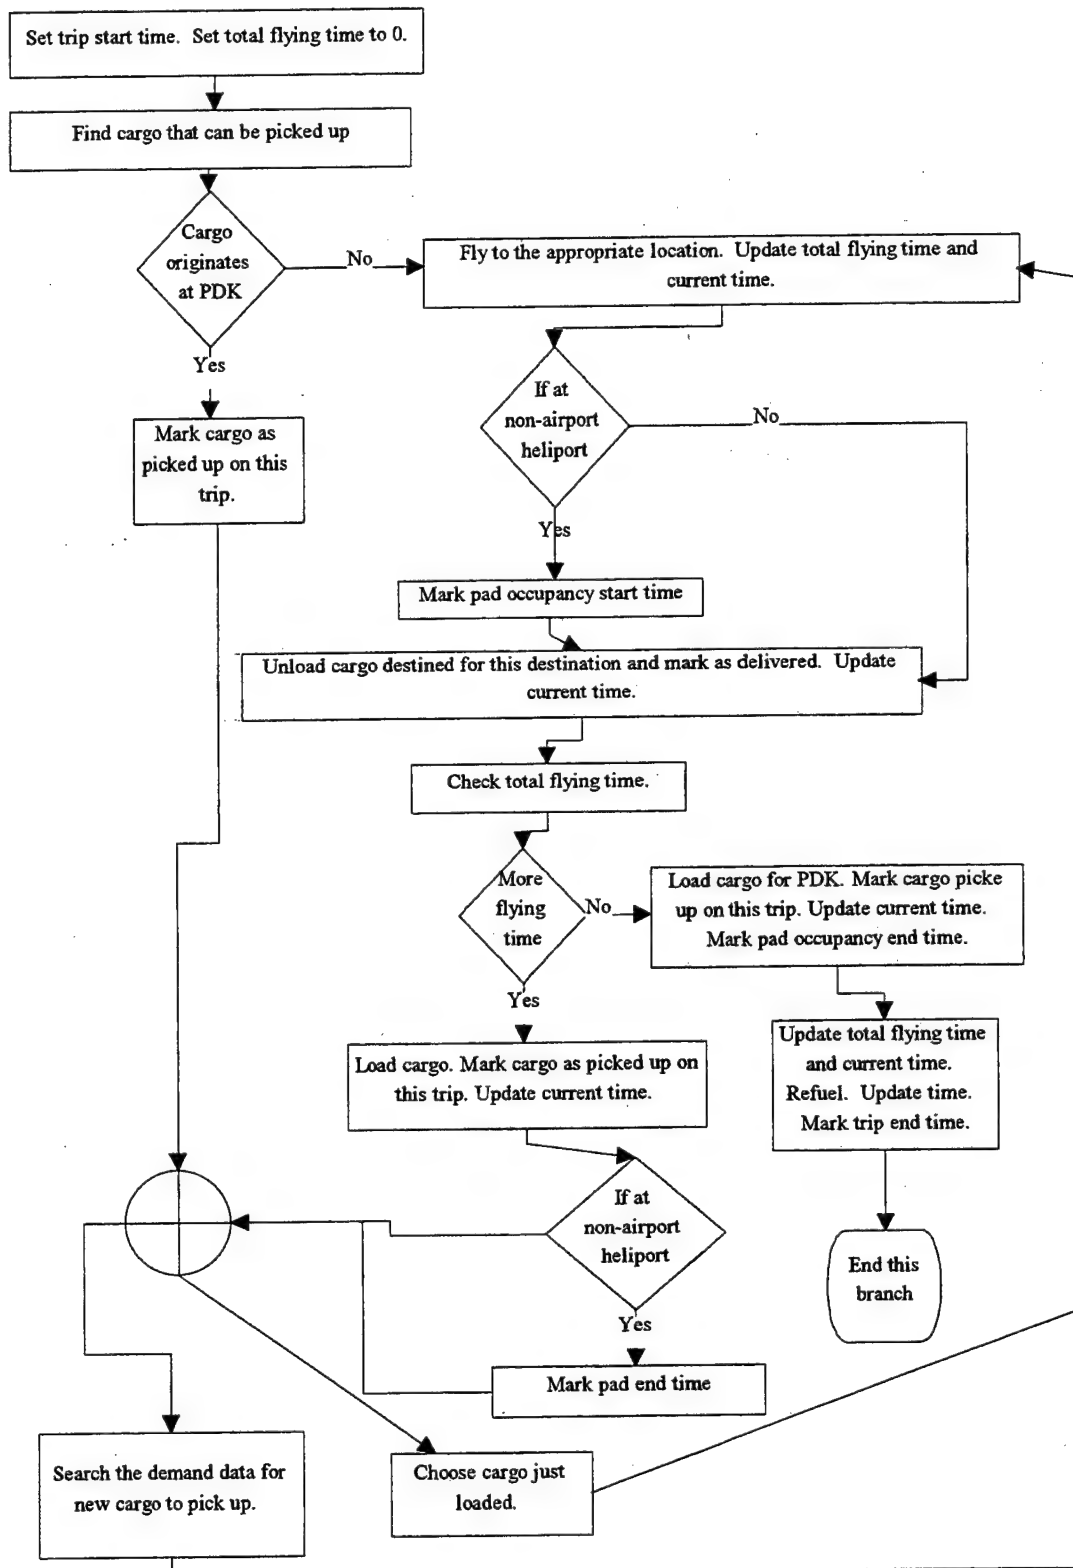 Set trip start time. Set total flying time to 0.
Find cargo that can be picked up
Cargo
originates
at PDK
No
Fly to the appropriate location. Update total flying time and
current time.
Yes
If at
non-airport
heliport
No
Mark cargo as
picked up on this
trip.
Yes
Mark pad occupancy start time
Unload cargo destined for this destination and mark as delivered. Update
current time.
Check total flying time.
More
flying
time
No
Load cargo for PDK. Mark cargo picke
up on this trip. Update current time.
Mark pad occupancy end time.
Yes
Update total flying time
and current time.
Refuel. Update time.
Mark trip end time.
Load cargo. Mark cargo as picked up on
this trip. Update current time.
If at
non-airport
heliport
End this
branch
Yes
Mark pad end time
Search the demand data for
new cargo to pick up.
Choose cargo just
loaded.